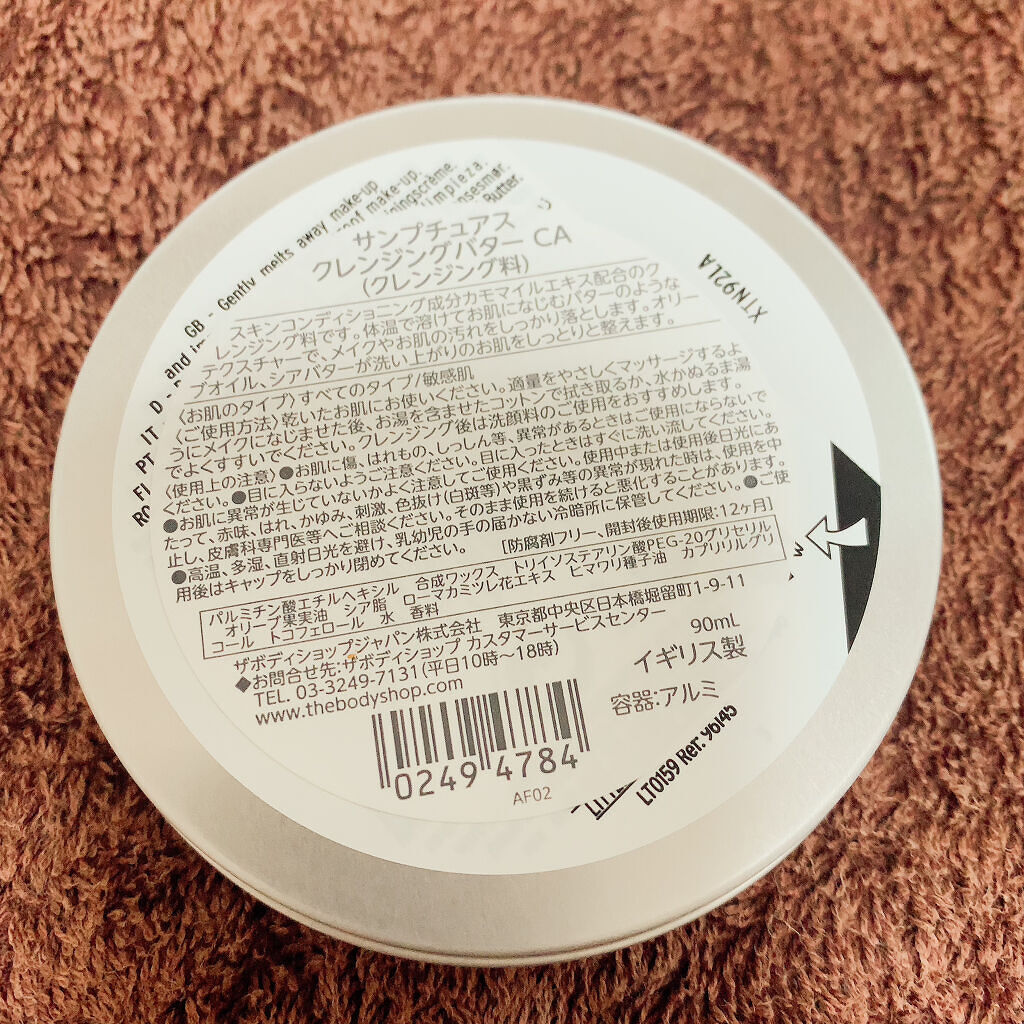 GB - Gently melts away make-up
and i
oof make-up.
ningscrème.
limpieza.
Butter.
D -
IT
PT
サンプチュアス
クレンジングバター CA
(クレンジング料)
スキンコンディショニング成分カモマイルエキス配合のク
レンジング料です。体温で溶けてお肌になじむバターのような
テクスチャーで、メイクやお肌の汚れをしっかり落とします。オリー
ブオイル、シアバターが洗い上がりのお肌をしっとりと整えます。
〈お肌のタイプ〉すべてのタイプ/敏感肌
〈ご使用方法〉乾いたお肌にお使いください。適量をやさしくマッサージするよ
うにメイクになじませた後、お湯を含ませたコットンで拭き取るか、水かぬるま湯
でよくすすいでください。クレンジング後は洗顔料のご使用をおすすめします。
〈使用上の注意〉●お肌に傷、はれもの、しっしん等、異常があるときはご使用にならないで
ください。●目に入らないようご注意ください。目に入ったときはすぐに洗い流してください。
●お肌に異常が生じていないかよく注意してご使用ください。使用中または使用後日光にあ
たって、赤味、はれ、かゆみ、刺激、色抜け(白斑等)や黒ずみ等の異常が現れた時は、使用を中
止し、皮膚科専門医等へご相談ください。そのまま使用を続けると悪化することがあります。
●高温、多湿、直射日光を避け、乳幼児の手の届かない冷暗所に保管してください。●ご使
用後はキャップをしっかり閉めてください。 [防腐剤フリー、開封後使用期限:12ヶ月]
パルミチン酸エチルヘキシル 合成ワックス トリイソステアリン酸PEG-20グリセリル
オリーブ果実油 シア脂 ローマカミツレ花エキス ヒマワリ種子油 カプリリルグリ
コール トコフェロール 水 香料
ザボディショップジャパン株式会社 東京都中央区日本橋堀留町1-9-11
◆お問合せ先:ザボディショップ カスタマーサービスセンター
TEL. 03-3249-7131(平日10時〜18時)
www.thebodyshop.com
90mL
イギリス製
容器:アルミ
0249 4784
AF02
XTN92LA
LT0159 Ref: 96145